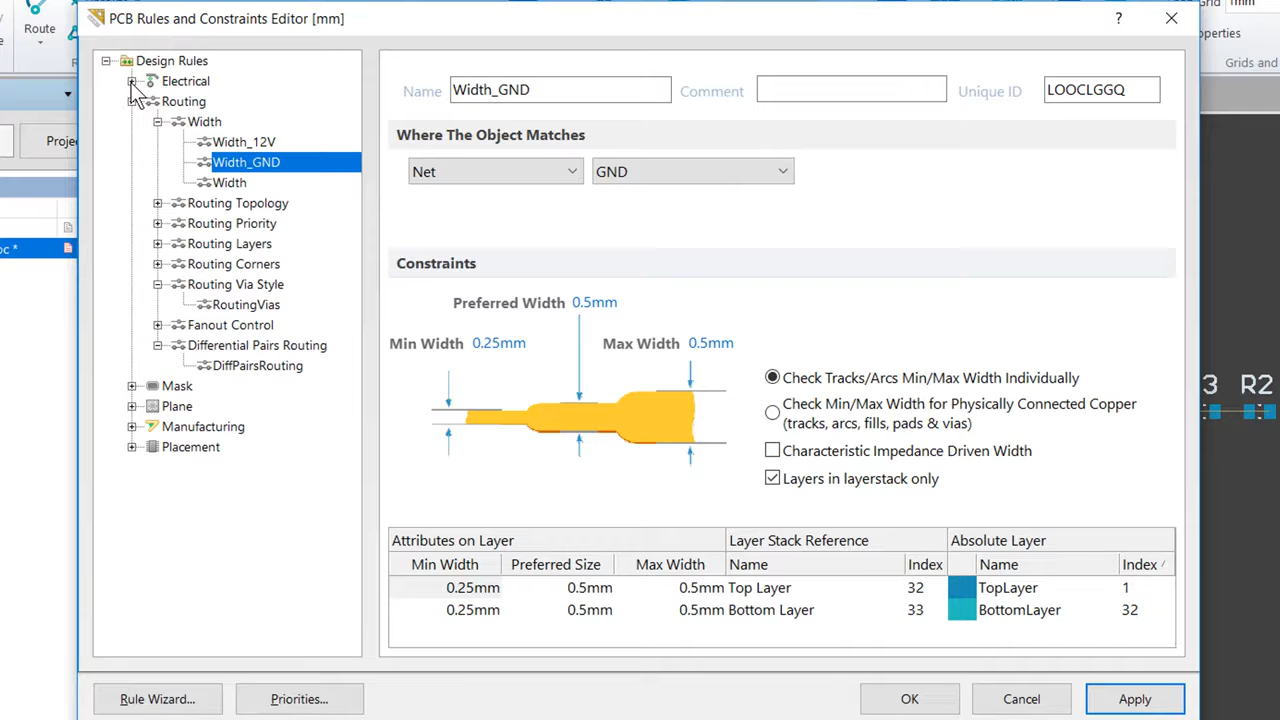 PCB Rules and Constraints Editor [mm]
?
Grid
1mm
Route
operties
Grids and
Design Rules
Electrical
Routing
Width
Width_12V
Width_GND
Width
Routing Topology
Routing Priority
Routing Layers
Routing Corners
Routing Via Style
RoutingVias
Fanout Control
Differential Pairs Routing
DiffPairsRouting
Mask
Plane
Manufacturing
Placement
Proje
oc *
Name Width_GND Comment Unique ID LOOCLGGQ
Where The Object Matches
Net GND
Constraints
Preferred Width 0.5mm
Min Width 0.25mm Max Width 0.5mm
Check Tracks/Arcs Min/Max Width Individually
Check Min/Max Width for Physically Connected Copper
(tracks, arcs, fills, pads & vias)
Characteristic Impedance Driven Width
Layers in layerstack only
3 R2
Attributes on Layer Layer Stack Reference Absolute Layer
Min Width Preferred Size Max Width Name Index Name Index
0.25mm 0.5mm 0.5mm Top Layer 32 TopLayer 1
0.25mm 0.5mm 0.5mm Bottom Layer 33 BottomLayer 32
Rule Wizard... Priorities... OK Cancel Apply